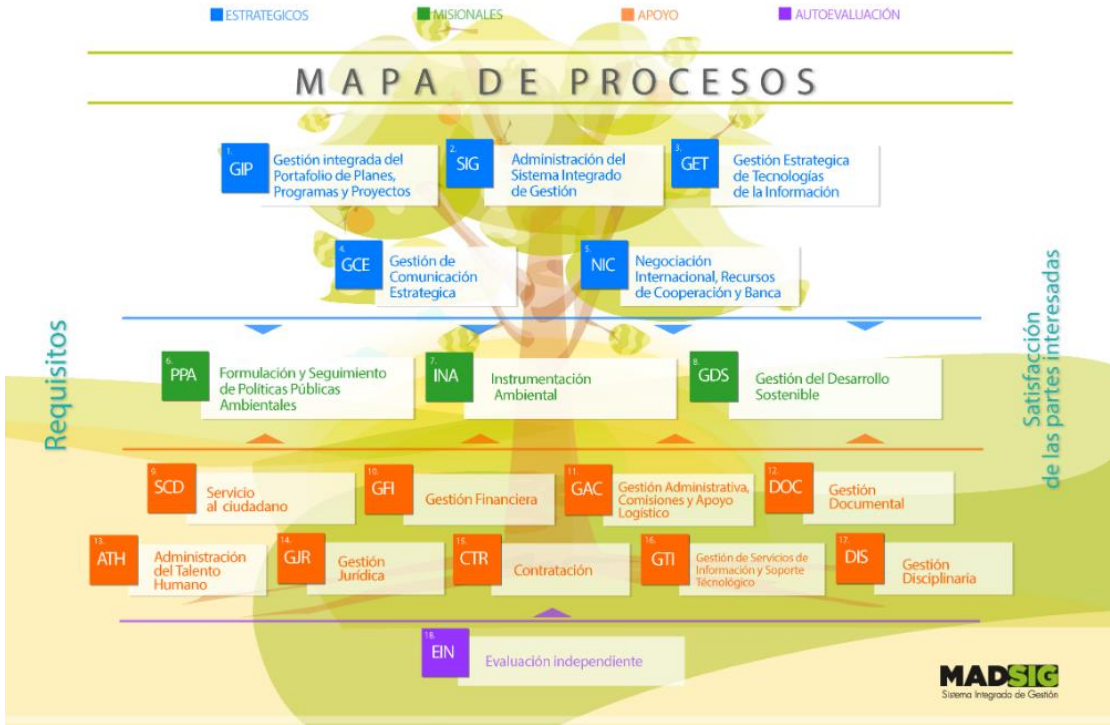 ESTRATEGICOS
MISIONALES
APOYO
AUTOEVALUACIÓN
MAPA DE PROCESOS
1.
GIP
Gestión integrada del
Portafolio de Planes,
Programas y Proyectos
2.
SIG
Administración del
Sistema Integrado
de Gestión
3.
GET
Gestión Estrategica
de Tecnologías
de la Información
4.
GCE
Gestión de
Comunicación
Estrategica
5.
NIC
Negociación
Internacional, Recursos
de Cooperación y Banca
Requisitos
6.
PPA
Formulación y Seguimiento
de Políticas Públicas
Ambientales
7.
INA
Instrumentación
Ambiental
8.
GDS
Gestión del Desarrollo
Sostenible
Satisfacción
de las partes interesadas
9.
SCD
Servicio
al ciudadano
10.
GFI
Gestión Financiera
11.
GAC
Gestión Administrativa,
Comisiones y Apoyo
Logístico
12.
DOC
Gestión
Documental
13.
ATH
Administración
del Talento
Humano
14.
GJR
Gestión
Jurídica
15.
CTR
Contratación
16.
GTI
Gestión de Servicios de
Información y Soporte
Técnológico
17.
DIS
Gestión
Disciplinaria
18.
EIN
Evaluación independiente
MADSIG
Sistema Integrado de Gestión